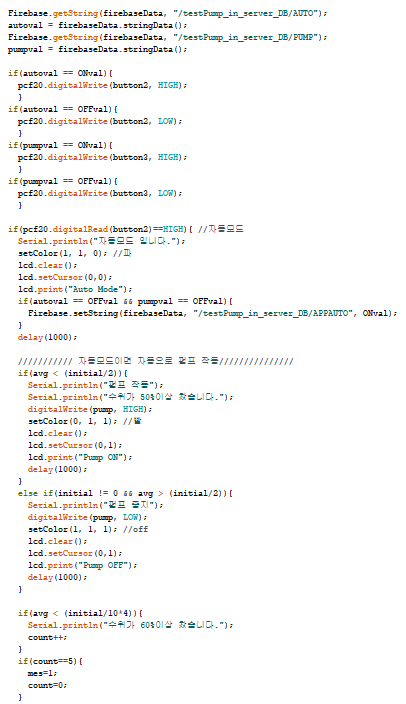 Firebase.getString(firebaseData, "/testPump_in_server_DB/AUTO");
autoval = firebaseData.stringData();
Firebase.getString(firebaseData, "/testPump_in_server_DB/PUMP");
pumpval = firebaseData.stringData();
if(autoval == ONval){
pcf20.digitalWrite(button2, HIGH);
}
if(autoval == OFFval){
pcf20.digitalWrite(button2, LOW);
}
if(pumpval == ONval){
pcf20.digitalWrite(button3, HIGH);
}
if(pumpval == OFFval){
pcf20.digitalWrite(button3, LOW);
}
if(pcf20.digitalRead(button2)==HIGH){ //자동모드
Serial.println("자동모드 입니다.");
setColor(1, 1, 0); //파
lcd.clear();
lcd.setCursor(0,0);
lcd.print("Auto Mode");
if(autoval == OFFval && pumpval == OFFval){
Firebase.setString(firebaseData, "/testPump_in_server_DB/APPAUTO", ONval);
}
delay(1000);
/////////// 자동모드이면 자동으로 펌프 작동///////////////
if(avg < (initial/2)){
Serial.println("펌프 작동");
Serial.println("수위가 50%이상 찼습니다.");
digitalWrite(pump, HIGH);
setColor(0, 1, 1); //빨
lcd.clear();
lcd.setCursor(0,1);
lcd.print("Pump ON");
delay(1000);
}
else if(initial != 0 && avg > (initial/2)){
Serial.println("펌프 중지");
digitalWrite(pump, LOW);
setColor(1, 1, 1); //off
lcd.clear();
lcd.setCursor(0,1);
lcd.print("Pump OFF");
delay(1000);
}
if(avg < (initial/10*4)){
Serial.println("수위가 60%이상 찼습니다.");
count++;
}
if(count==5){
mes=1;
count=0;
}